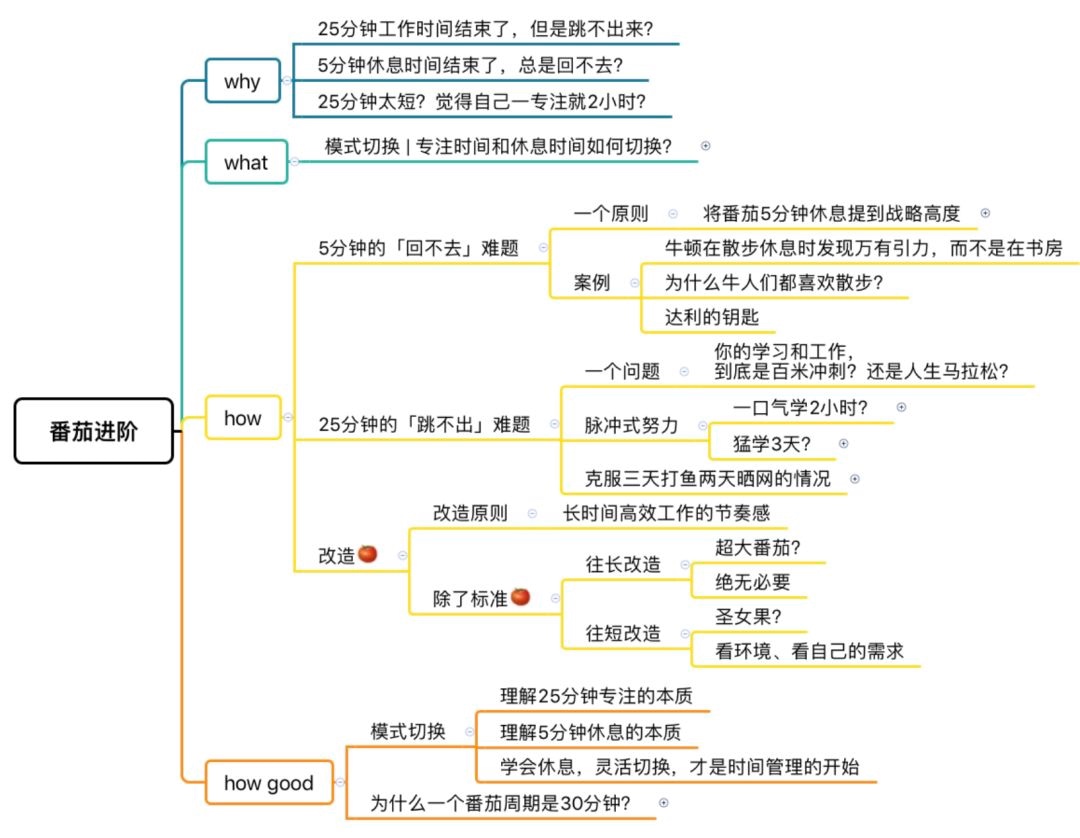 番茄进阶
why
25分钟工作时间结束了，但是跳不出来？
5分钟休息时间结束了，总是回不去？
25分钟太短？觉得自己一专注就2小时？
what
模式切换 | 专注时间和休息时间如何切换？
how
5分钟的「回不去」难题
一个原则
将番茄5分钟休息提到战略高度
案例
牛顿在散步休息时发现万有引力，而不是在书房
为什么牛人们都喜欢散步？
达利的钥匙
25分钟的「跳不出」难题
一个问题
你的学习和工作，
到底是百米冲刺？还是人生马拉松？
脉冲式努力
一口气学2小时？
猛学3天？
克服三天打鱼两天晒网的情况
改造🍅
改造原则
长时间高效工作的节奏感
除了标准🍅
往长改造
超大番茄？
绝无必要
往短改造
圣女果？
看环境、看自己的需求
how good
模式切换
理解25分钟专注的本质
理解5分钟休息的本质
学会休息，灵活切换，才是时间管理的开始
为什么一个番茄周期是30分钟？